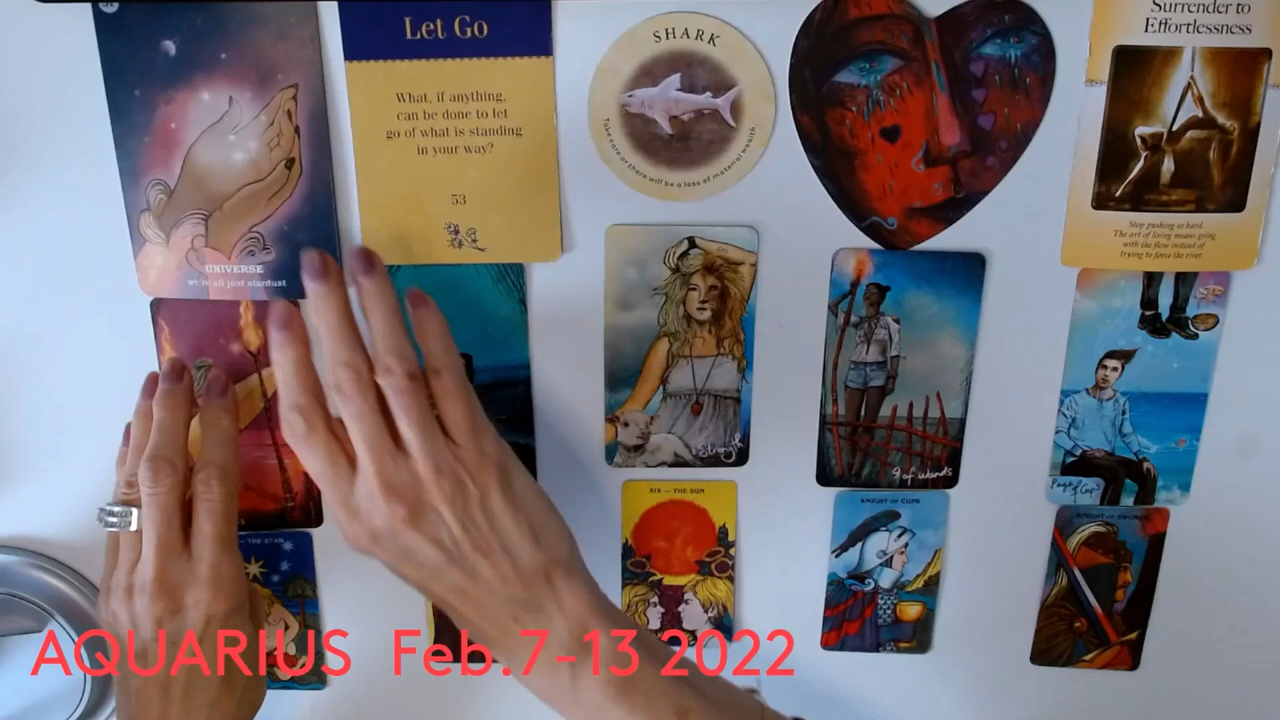 UNIVERSE
we're all just stardust
Let Go
What, if anything,
can be done to let
go of what is standing
in your way?
53
SHARK
Take care or there will be a loss of material wealth.
Surrender to
Effortlessness
Stop pushing so hard.
The art of living means going
with the flow instead of
trying to force the river.
Strength
9 of Wands
Page of Cups
THE STAR
XIX — THE SUN
KNIGHT OF CUPS
KNIGHT OF SWORDS
AQUARIUS Feb.7-13 2022